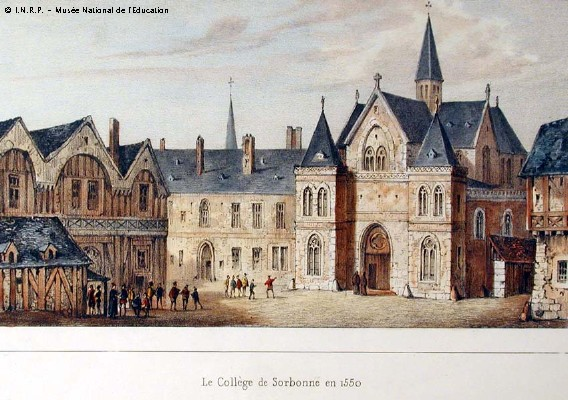 © I.N.R.P. - Musée National de l'Education
Le Collège de Sorbonne en 1550